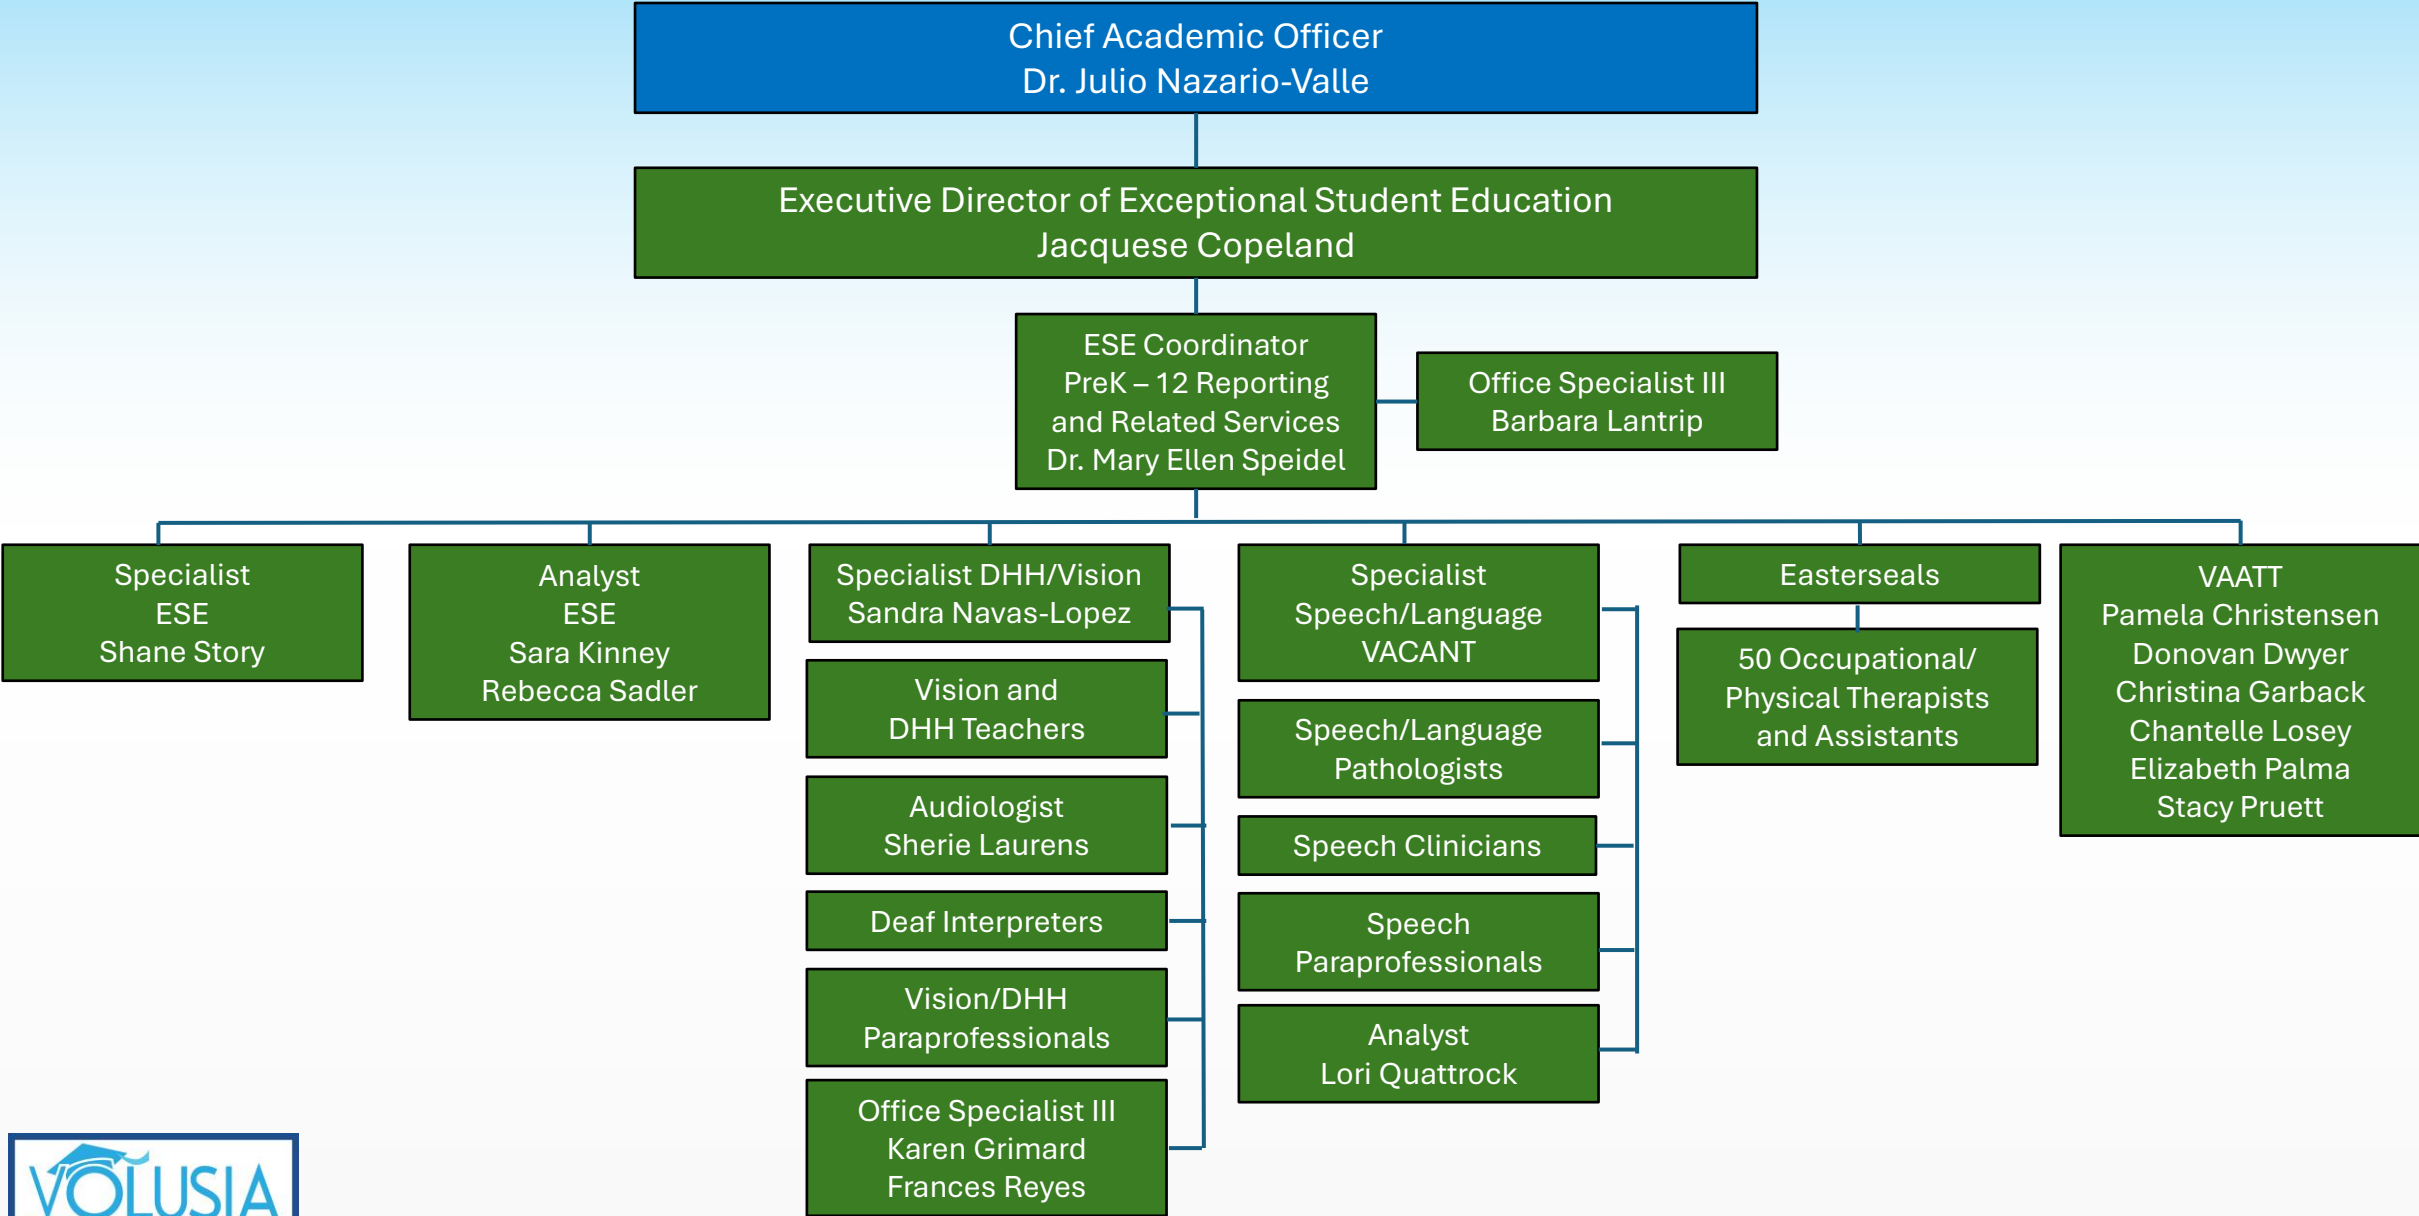 Chief Academic Officer
Dr. Julio Nazario-Valle
Executive Director of Exceptional Student Education
Jacquese Copeland
ESE Coordinator
PreK – 12 Reporting
and Related Services
Dr. Mary Ellen Speidel
Office Specialist III
Barbara Lantrip
Specialist
ESE
Shane Story
Analyst
ESE
Sara Kinney
Rebecca Sadler
Specialist DHH/Vision
Sandra Navas-Lopez
Vision and
DHH Teachers
Audiologist
Sherie Laurens
Deaf Interpreters
Vision/DHH
Paraprofessionals
Office Specialist III
Karen Grimard
Frances Reyes
Specialist
Speech/Language
VACANT
Speech/Language
Pathologists
Speech Clinicians
Speech
Paraprofessionals
Analyst
Lori Quattrock
Easterseals
50 Occupational/
Physical Therapists
and Assistants
VAATT
Pamela Christensen
Donovan Dwyer
Christina Garback
Chantelle Losey
Elizabeth Palma
Stacy Pruett
VOLUSIA